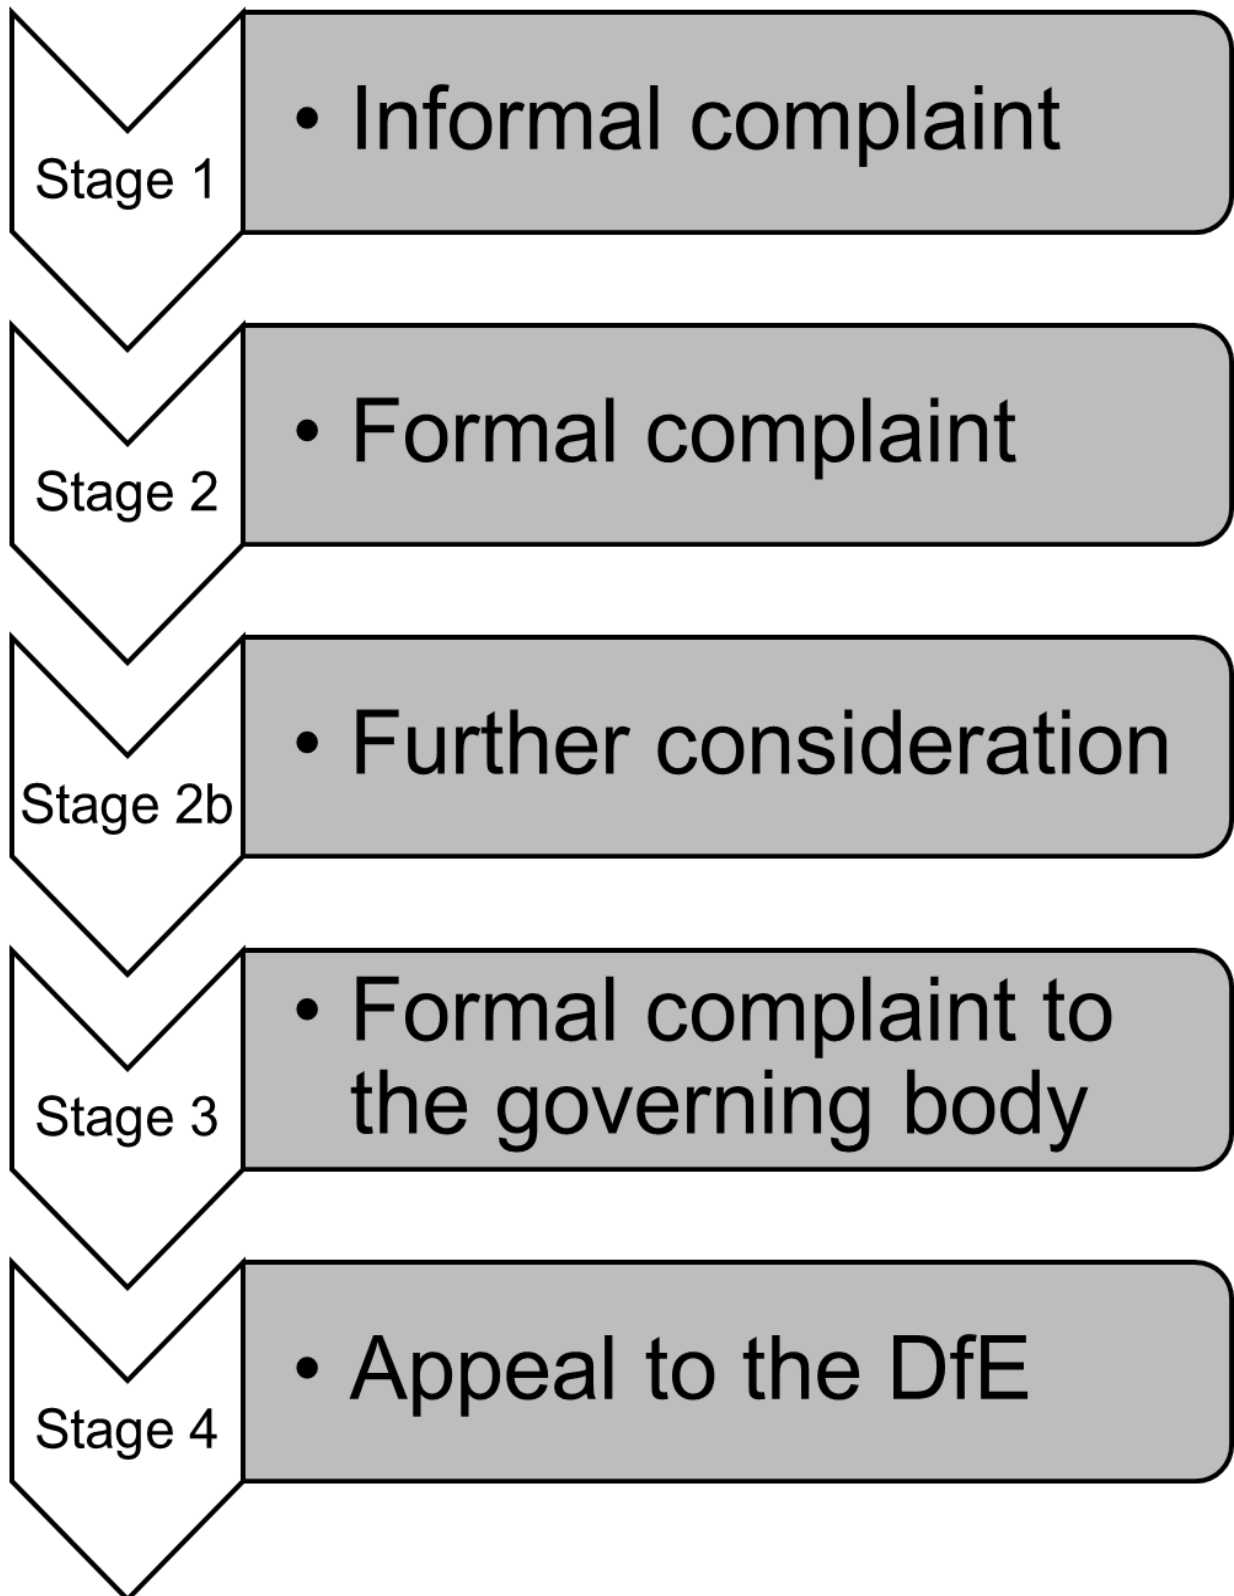 Stage 1
• Informal complaint
Stage 2
• Formal complaint
Stage 2b
• Further consideration
Stage 3
• Formal complaint to
the governing body
Stage 4
• Appeal to the DfE